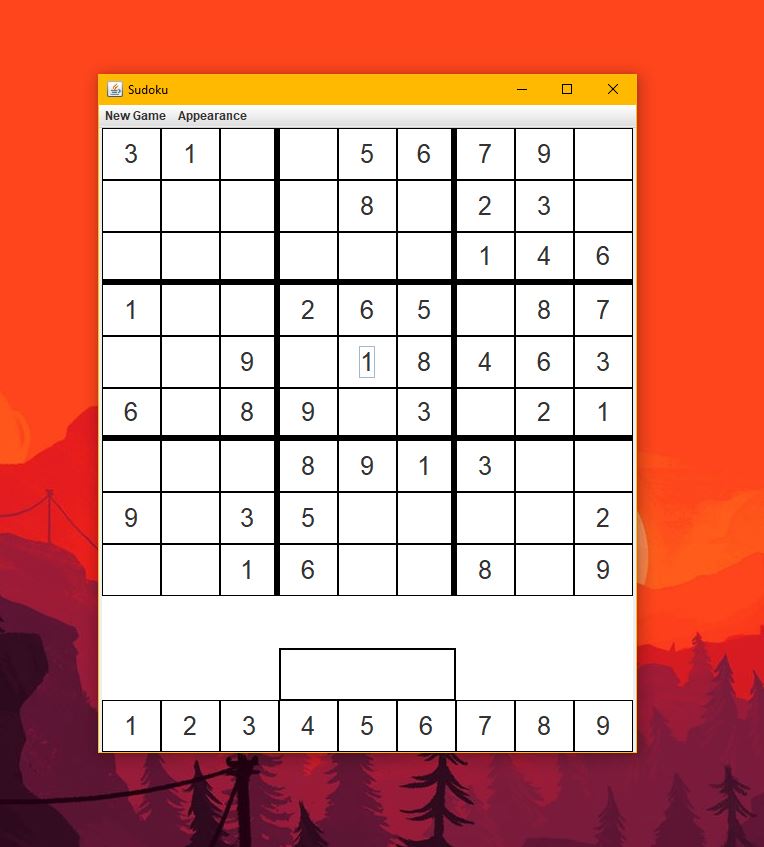 Sudoku
New Game Appearance
3 1 5 6 7 9
8 2 3
1 4 6
1 2 6 5 8 7
9 1 8 4 6 3
6 8 9 3 2 1
8 9 1 3
9 3 5 2
1 6 8 9
1 2 3 4 5 6 7 8 9